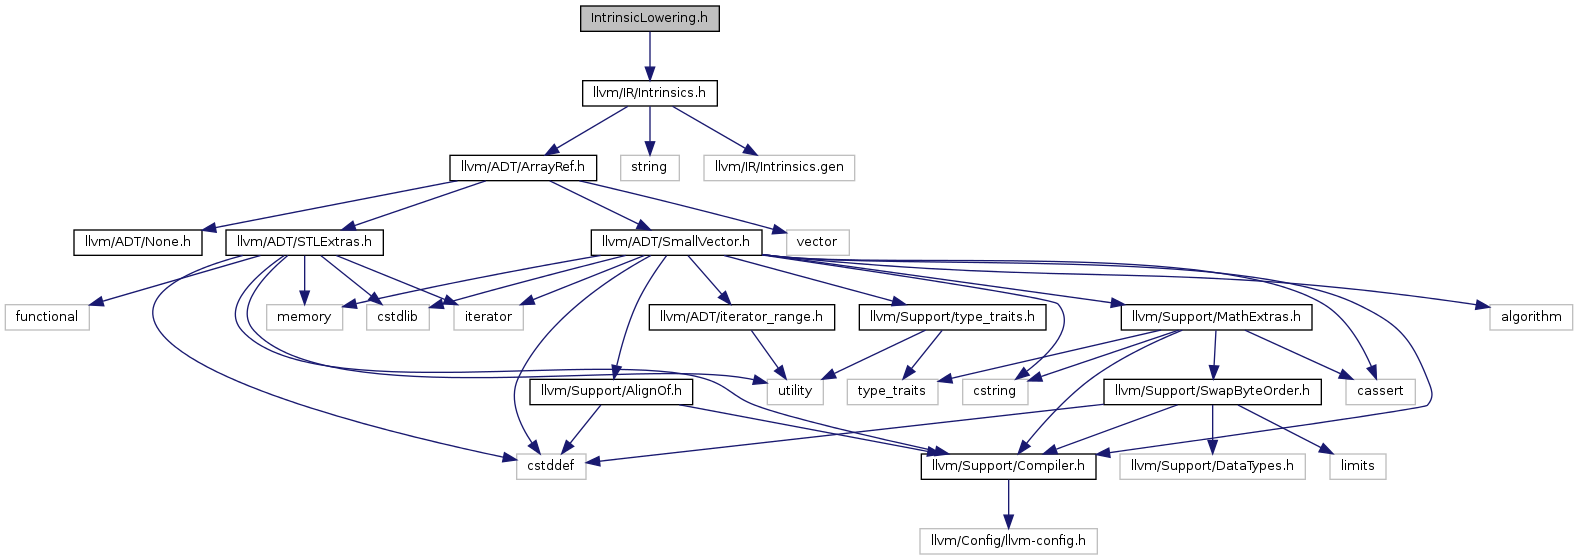 IntrinsicLowering.h
llvm/IR/Intrinsics.h
llvm/ADT/ArrayRef.h
string
llvm/IR/Intrinsics.gen
llvm/ADT/None.h
llvm/ADT/STLExtras.h
llvm/ADT/SmallVector.h
vector
functional
memory
cstdlib
iterator
llvm/ADT/iterator_range.h
llvm/Support/type_traits.h
llvm/Support/MathExtras.h
algorithm
llvm/Support/AlignOf.h
utility
type_traits
cstring
llvm/Support/SwapByteOrder.h
cassert
cstddef
llvm/Support/Compiler.h
llvm/Support/DataTypes.h
limits
llvm/Config/llvm-config.h